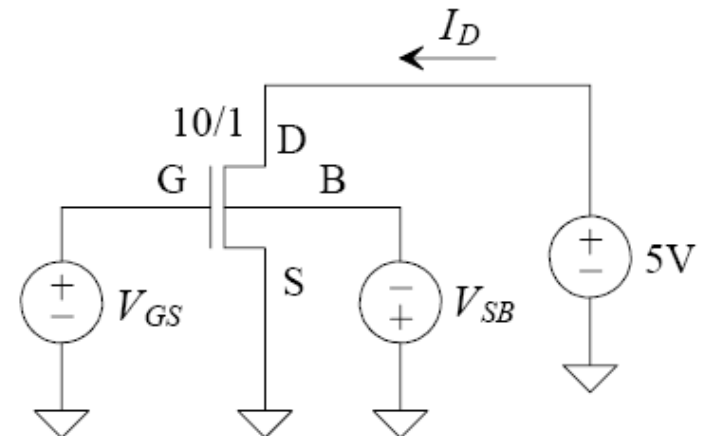 I_D
10/1
D
G
B
+
−
V_GS
S
−
+
V_SB
+
−
5V